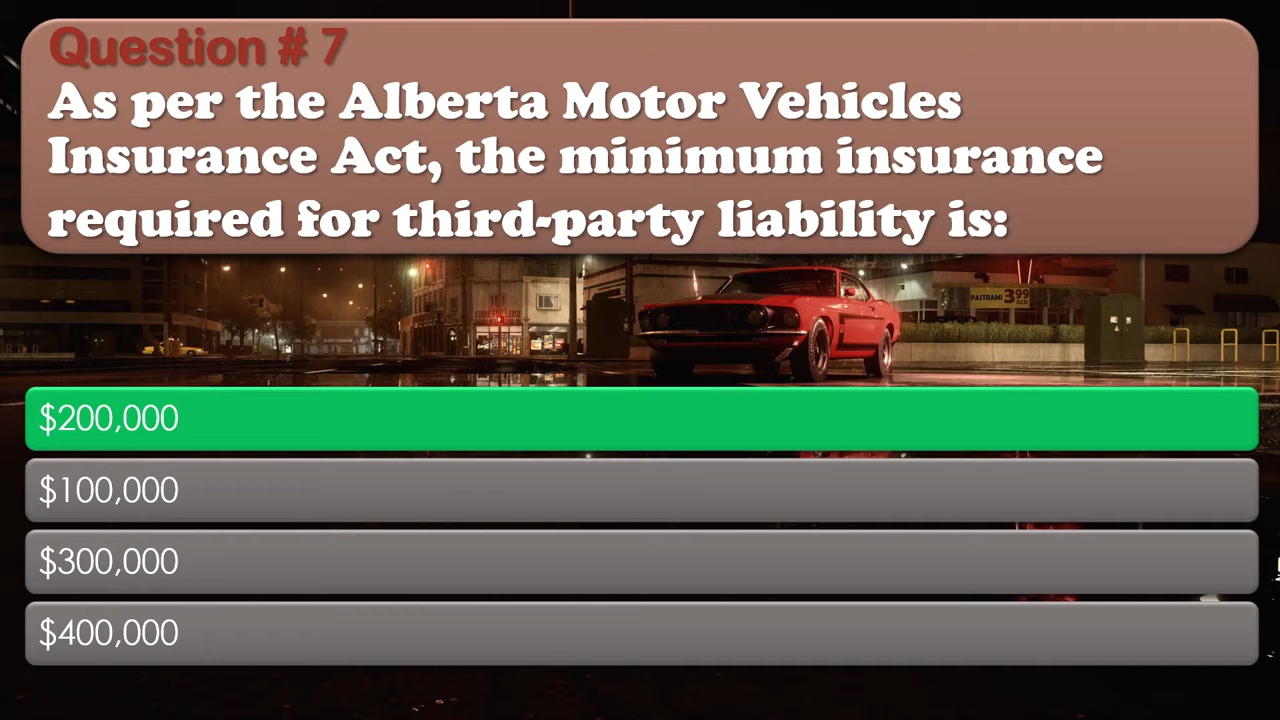 Question # 7
As per the Alberta Motor Vehicles
Insurance Act, the minimum insurance
required for third-party liability is:
PASTRAMI 3.99
$200,000
$100,000
$300,000
$400,000